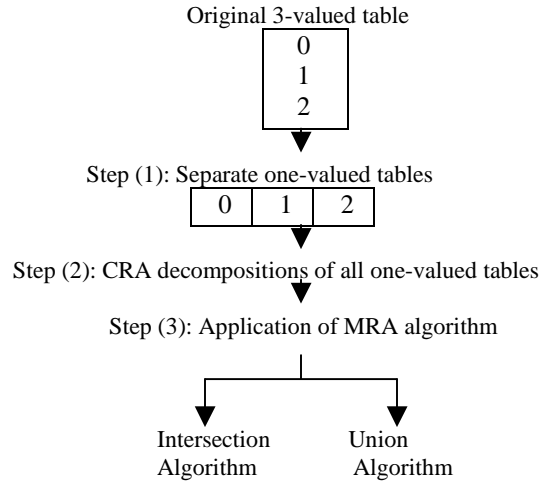 Original 3-valued table
0
1
2
Step (1): Separate one-valued tables
0 1 2
Step (2): CRA decompositions of all one-valued tables
Step (3): Application of MRA algorithm
Intersection Union
Algorithm Algorithm